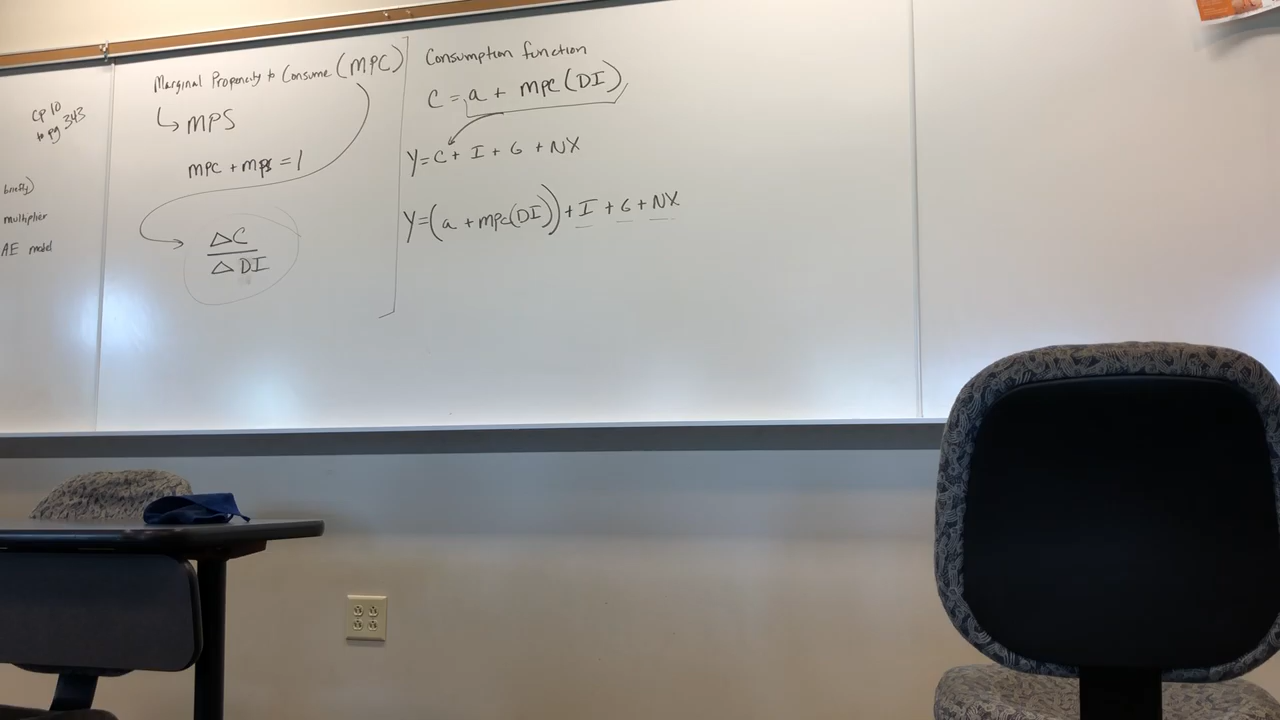 cp 10
to pg 343
briefly)
multiplier
AE model
Marginal Propencity to Consume (MPC)
↳ MPS
mpc + mps = 1
ΔC
ΔDI
Consumption function
C = a + mpc (DI)
Y = C + I + G + NX
Y = (a + mpc(DI)) + I + G + NX